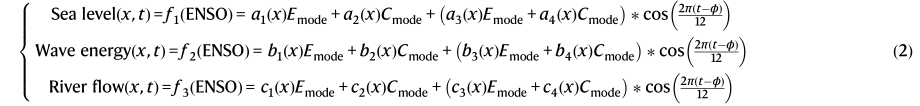 Sea level(x, t) = f₁(ENSO) = a₁(x)E_mode + a₂(x)C_mode + (a₃(x)E_mode + a₄(x)C_mode) * cos(2π(t−ϕ)/12)
Wave energy(x, t) = f₂(ENSO) = b₁(x)E_mode + b₂(x)C_mode + (b₃(x)E_mode + b₄(x)C_mode) * cos(2π(t−ϕ)/12) (2)
River flow(x, t) = f₃(ENSO) = c₁(x)E_mode + c₂(x)C_mode + (c₃(x)E_mode + c₄(x)C_mode) * cos(2π(t−ϕ)/12)